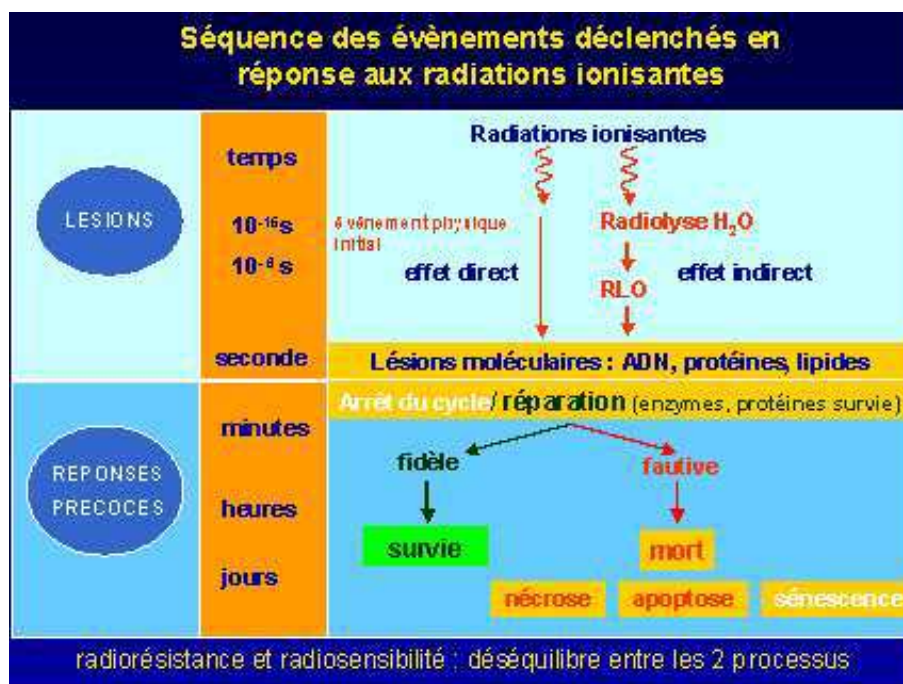 Séquence des évènements déclenchés en
réponse aux radiations ionisantes
Radiations ionisantes
temps
LESIONS
10⁻¹⁶s
évènement physique
initial
Radiolyse H₂O
10⁻⁶ s
effet direct
effet indirect
RLO
seconde
Lésions moléculaires : ADN, protéines, lipides
Arrêt du cycle/ réparation (enzymes, protéines survie)
minutes
fidèle
fautive
REPONSES
PRECOCES
heures
survie
mort
jours
nécrose
apoptose
sénescence
radiorésistance et radiosensibilité : déséquilibre entre les 2 processus